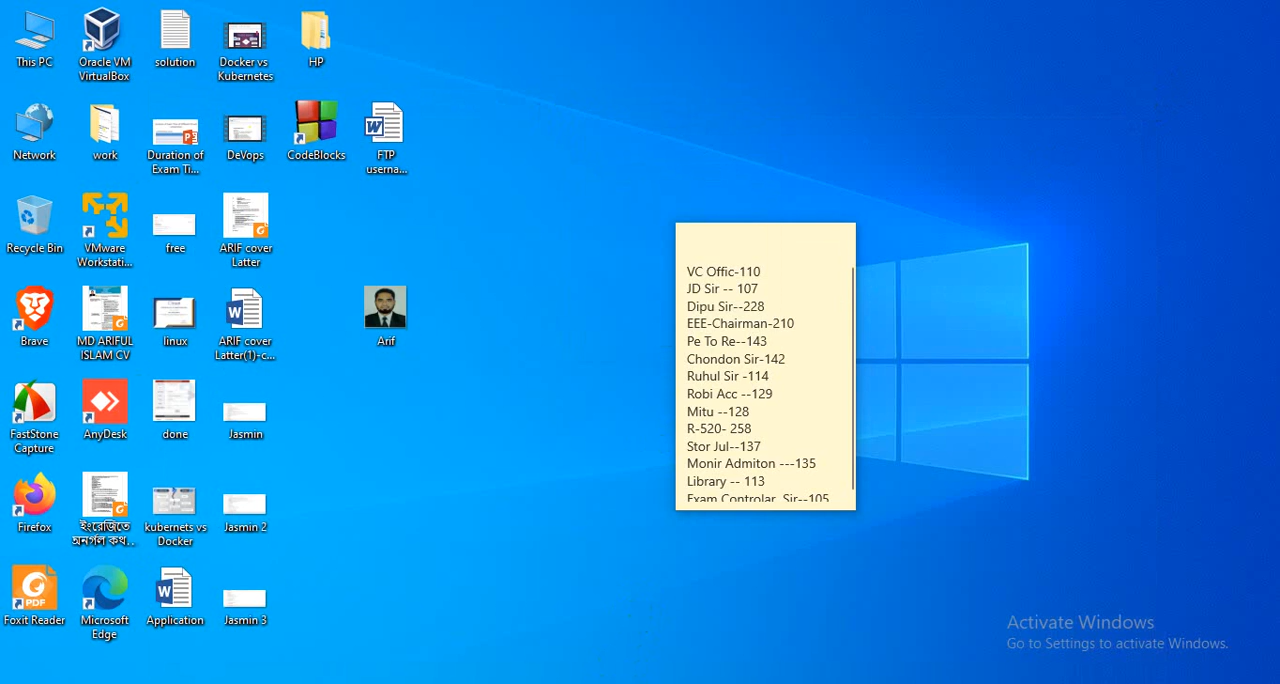 This PC
Oracle VM
VirtualBox
solution
Docker vs
Kubernetes
HP
Network
work
Duration of
Exam Ti...
DeVops
CodeBlocks
FTP
userna...
Recycle Bin
VMware
Workstati...
free
ARIF cover
Latter
Brave
MD ARIFUL
ISLAM CV
linux
ARIF cover
Latter(1)-c...
Arif
FastStone
Capture
AnyDesk
done
Jasmin
Firefox
ইংরেজিতে
অনর্গল কথ...
kubernets vs
Docker
Jasmin 2
PDF
Foxit Reader
Microsoft
Edge
Application
Jasmin 3
VC Offic-110
JD Sir -- 107
Dipu Sir--228
EEE-Chairman-210
Pe To Re--143
Chondon Sir-142
Ruhul Sir -114
Robi Acc --129
Mitu --128
R-520- 258
Stor Jul--137
Monir Admiton ---135
Library -- 113
Exam Controlar Sir--105
Activate Windows
Go to Settings to activate Windows.